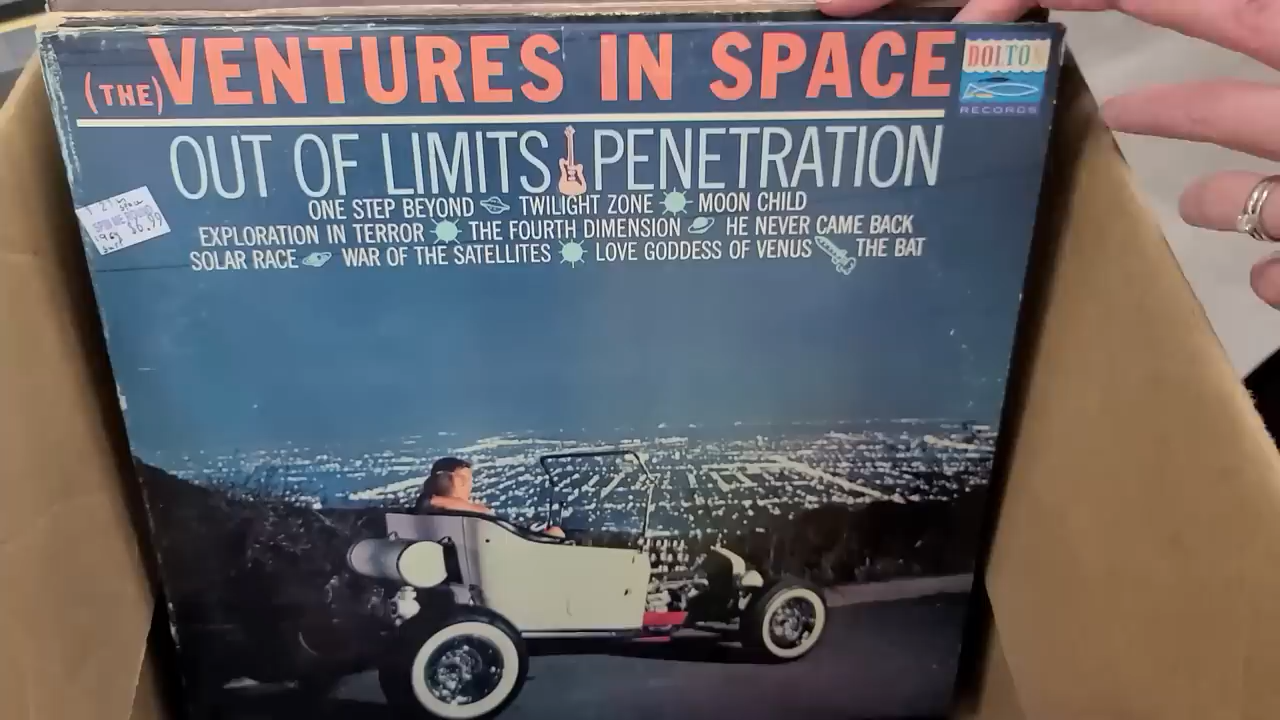 (THE) VENTURES IN SPACE
DOLTON
RECORDS
OUT OF LIMITS PENETRATION
ONE STEP BEYOND TWILIGHT ZONE MOON CHILD
EXPLORATION IN TERROR THE FOURTH DIMENSION HE NEVER CAME BACK
SOLAR RACE WAR OF THE SATELLITES LOVE GODDESS OF VENUS THE BAT
$6.99